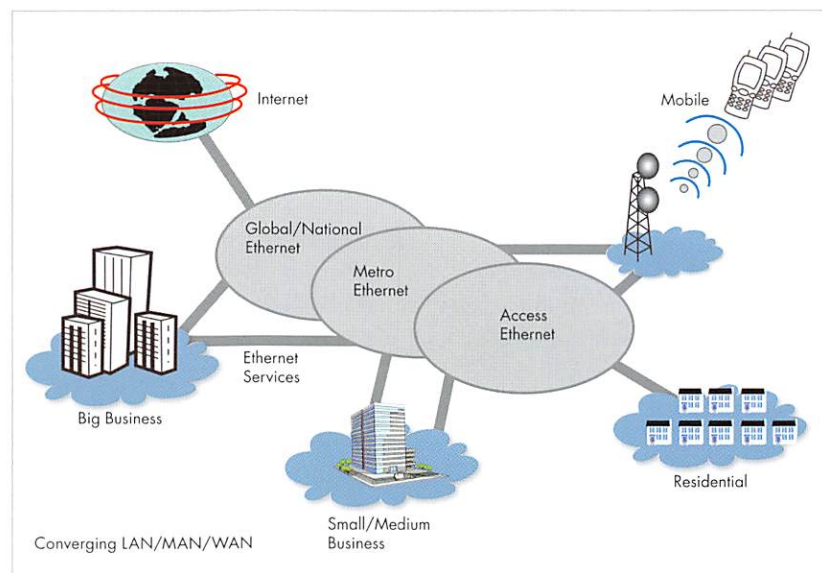 Internet
Mobile
Global/National
Ethernet
Metro
Ethernet
Access
Ethernet
Ethernet
Services
Big Business
Residential
Small/Medium
Business
Converging LAN/MAN/WAN